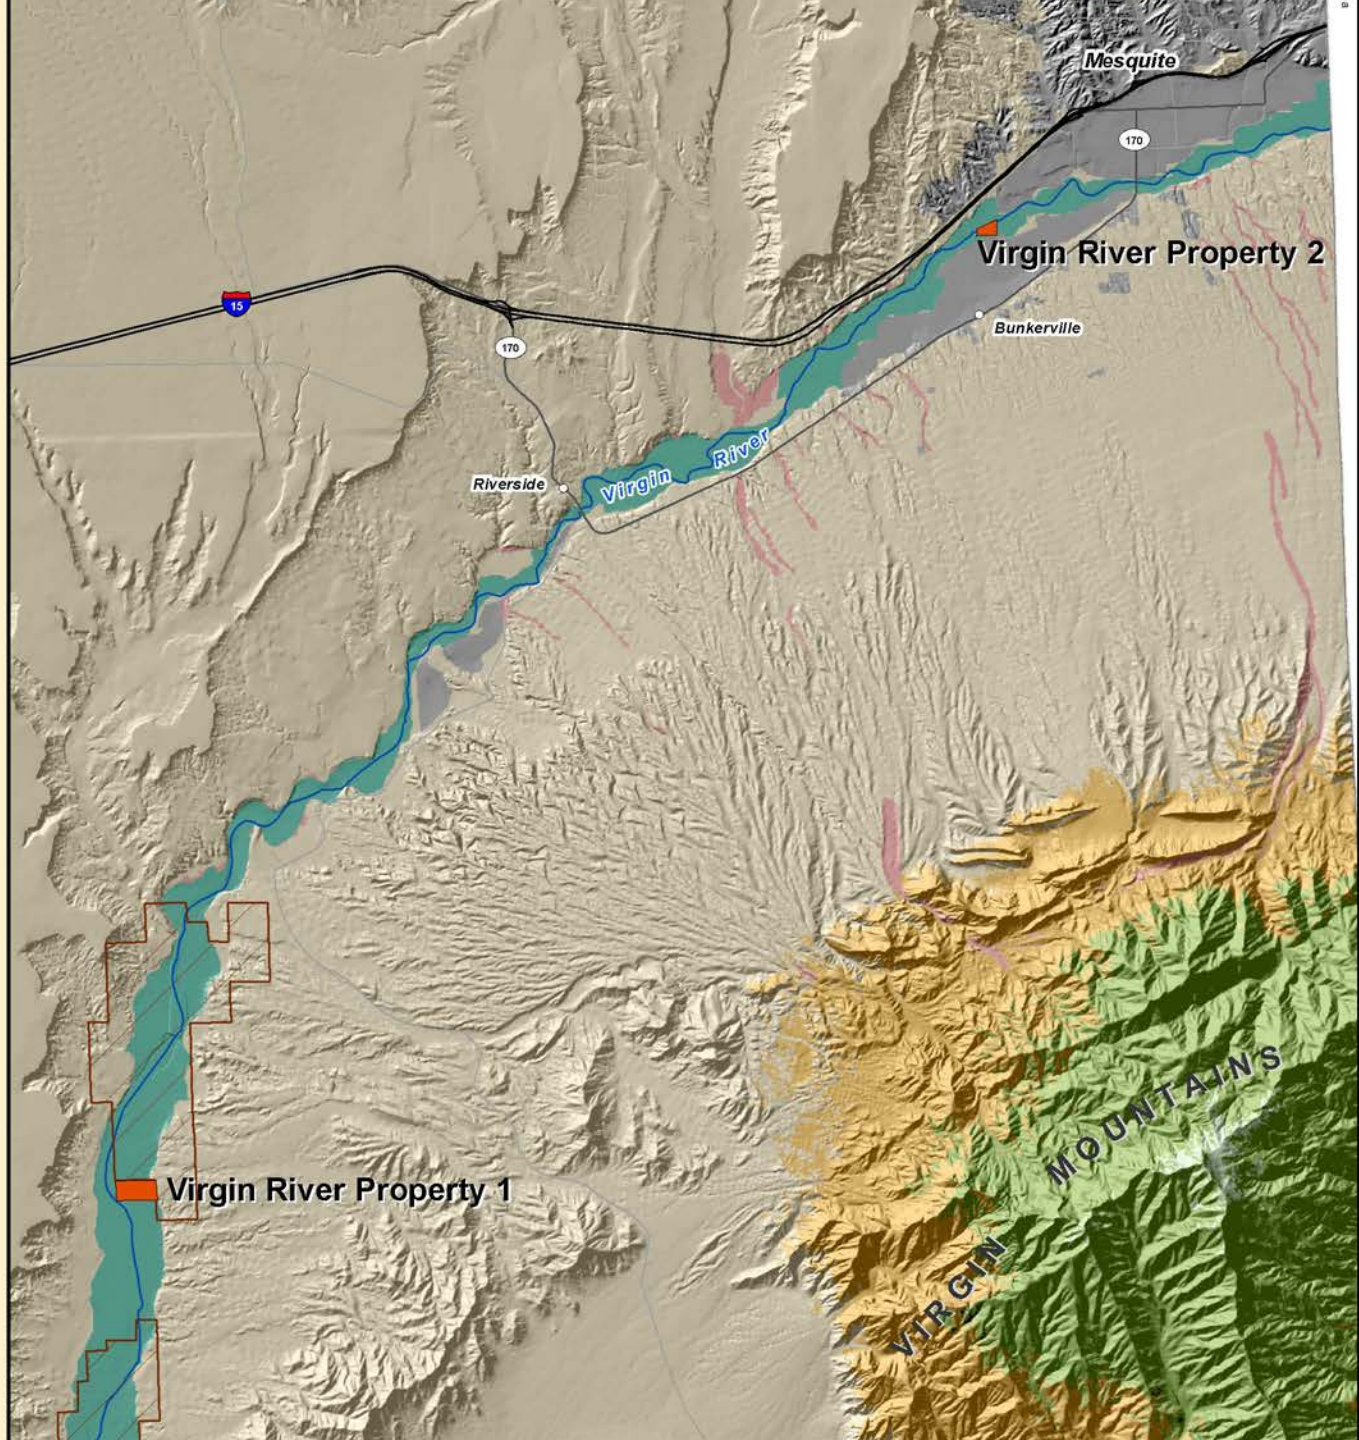 a
Mesquite
170
Virgin River Property 2
15
Bunkerville
170
Virgin River
Riverside
MOUNTAINS
Virgin River Property 1
VIRGIN